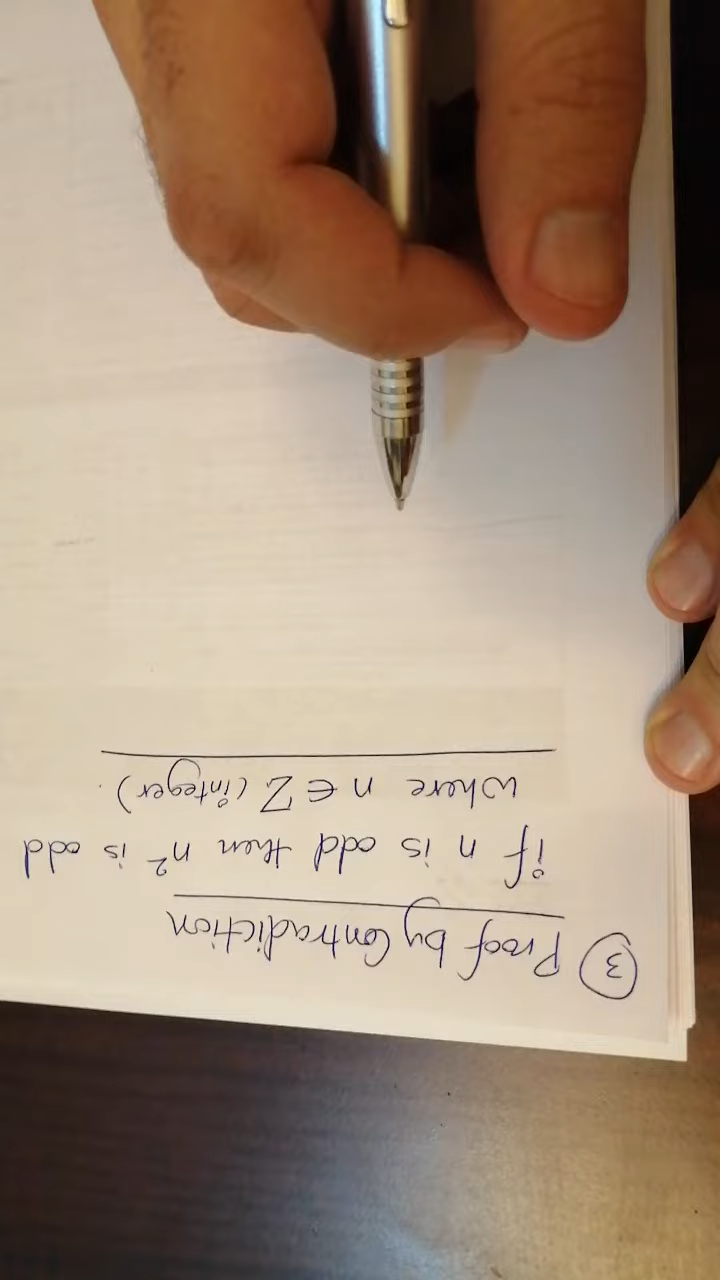 ③ Proof by Contradiction
if n is odd then n² is odd
where n ∈ Z (integer).